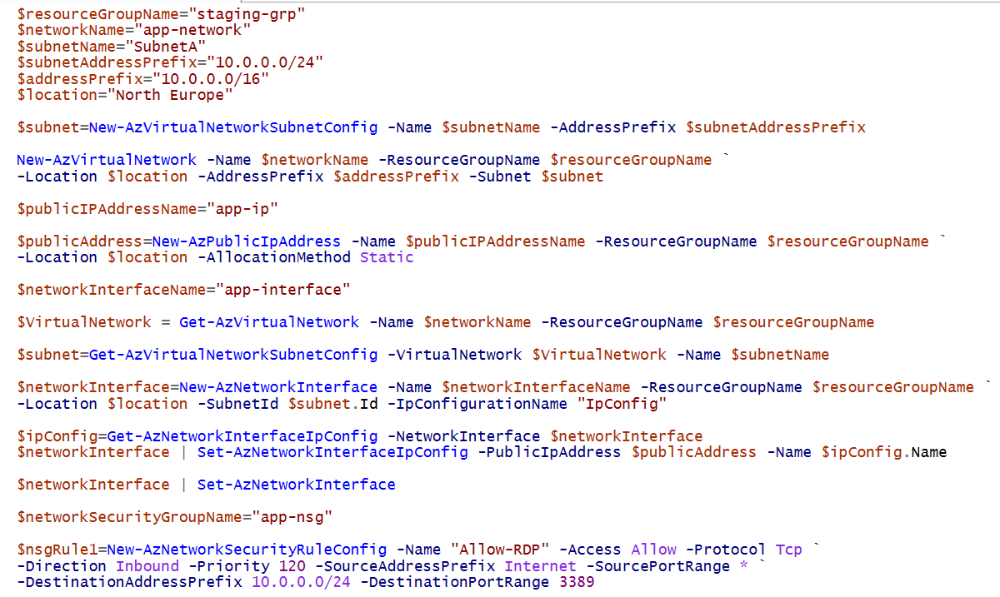 $resourceGroupName="staging-grp"
$networkName="app-network"
$subnetName="SubnetA"
$subnetAddressPrefix="10.0.0.0/24"
$addressPrefix="10.0.0.0/16"
$location="North Europe"
$subnet=New-AzVirtualNetworkSubnetConfig -Name $subnetName -AddressPrefix $subnetAddressPrefix
New-AzVirtualNetwork -Name $networkName -ResourceGroupName $resourceGroupName `
-Location $location -AddressPrefix $addressPrefix -Subnet $subnet
$publicIPAddressName="app-ip"
$publicAddress=New-AzPublicIpAddress -Name $publicIPAddressName -ResourceGroupName $resourceGroupName `
-Location $location -AllocationMethod Static
$networkInterfaceName="app-interface"
$VirtualNetwork = Get-AzVirtualNetwork -Name $networkName -ResourceGroupName $resourceGroupName
$subnet=Get-AzVirtualNetworkSubnetConfig -VirtualNetwork $VirtualNetwork -Name $subnetName
$networkInterface=New-AzNetworkInterface -Name $networkInterfaceName -ResourceGroupName $resourceGroupName `
-Location $location -SubnetId $subnet.Id -IpConfigurationName "IpConfig"
$ipConfig=Get-AzNetworkInterfaceIpConfig -NetworkInterface $networkInterface
$networkInterface | Set-AzNetworkInterfaceIpConfig -PublicIpAddress $publicAddress -Name $ipConfig.Name
$networkInterface | Set-AzNetworkInterface
$networkSecurityGroupName="app-nsg"
$nsgRule1=New-AzNetworkSecurityRuleConfig -Name "Allow-RDP" -Access Allow -Protocol Tcp `
-Direction Inbound -Priority 120 -SourceAddressPrefix Internet -SourcePortRange * `
-DestinationAddressPrefix 10.0.0.0/24 -DestinationPortRange 3389